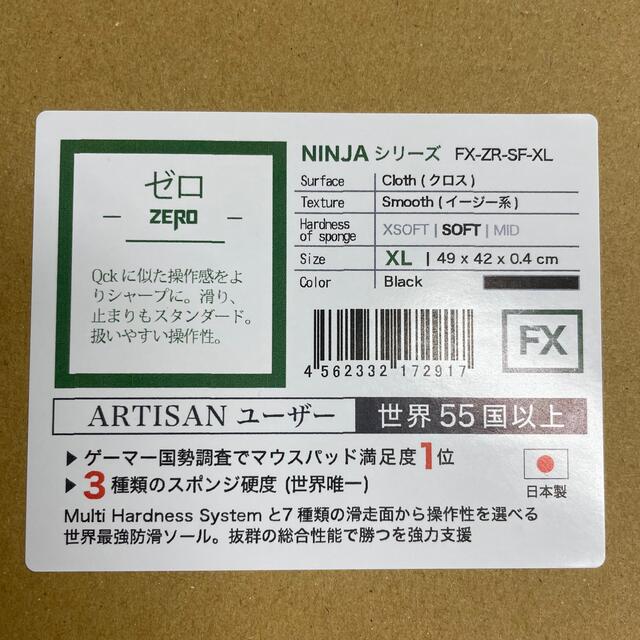 ゼロ
ZERO
Qckに似た操作感をよ
りシャープに。滑り、
止まりもスタンダード。
扱いやすい操作性。
NINJAシリーズ FX-ZR-SF-XL
Surface Cloth (クロス)
Texture Smooth (イージー系)
Hardness of sponge XSOFT | SOFT | MID
Size XL | 49 x 42 x 0.4 cm
Color Black
4 562332 172917
FX
ARTISAN ユーザー 世界55国以上
▶ ゲーマー国勢調査でマウスパッド満足度1位
▶ 3種類のスポンジ硬度 (世界唯一)
日本製
Multi Hardness System と7種類の滑走面から操作性を選べる
世界最強防滑ソール。抜群の総合性能で勝つを強力支援